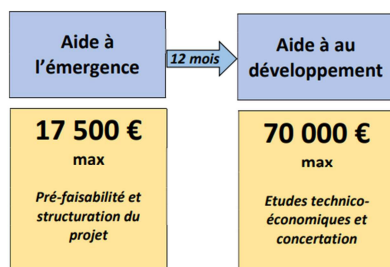 Aide à
l'émergence
12 mois
Aide à au
développement
17 500 €
max
Pré-faisabilité et
structuration du
projet
70 000 €
max
Etudes technico-
économiques et
concertation